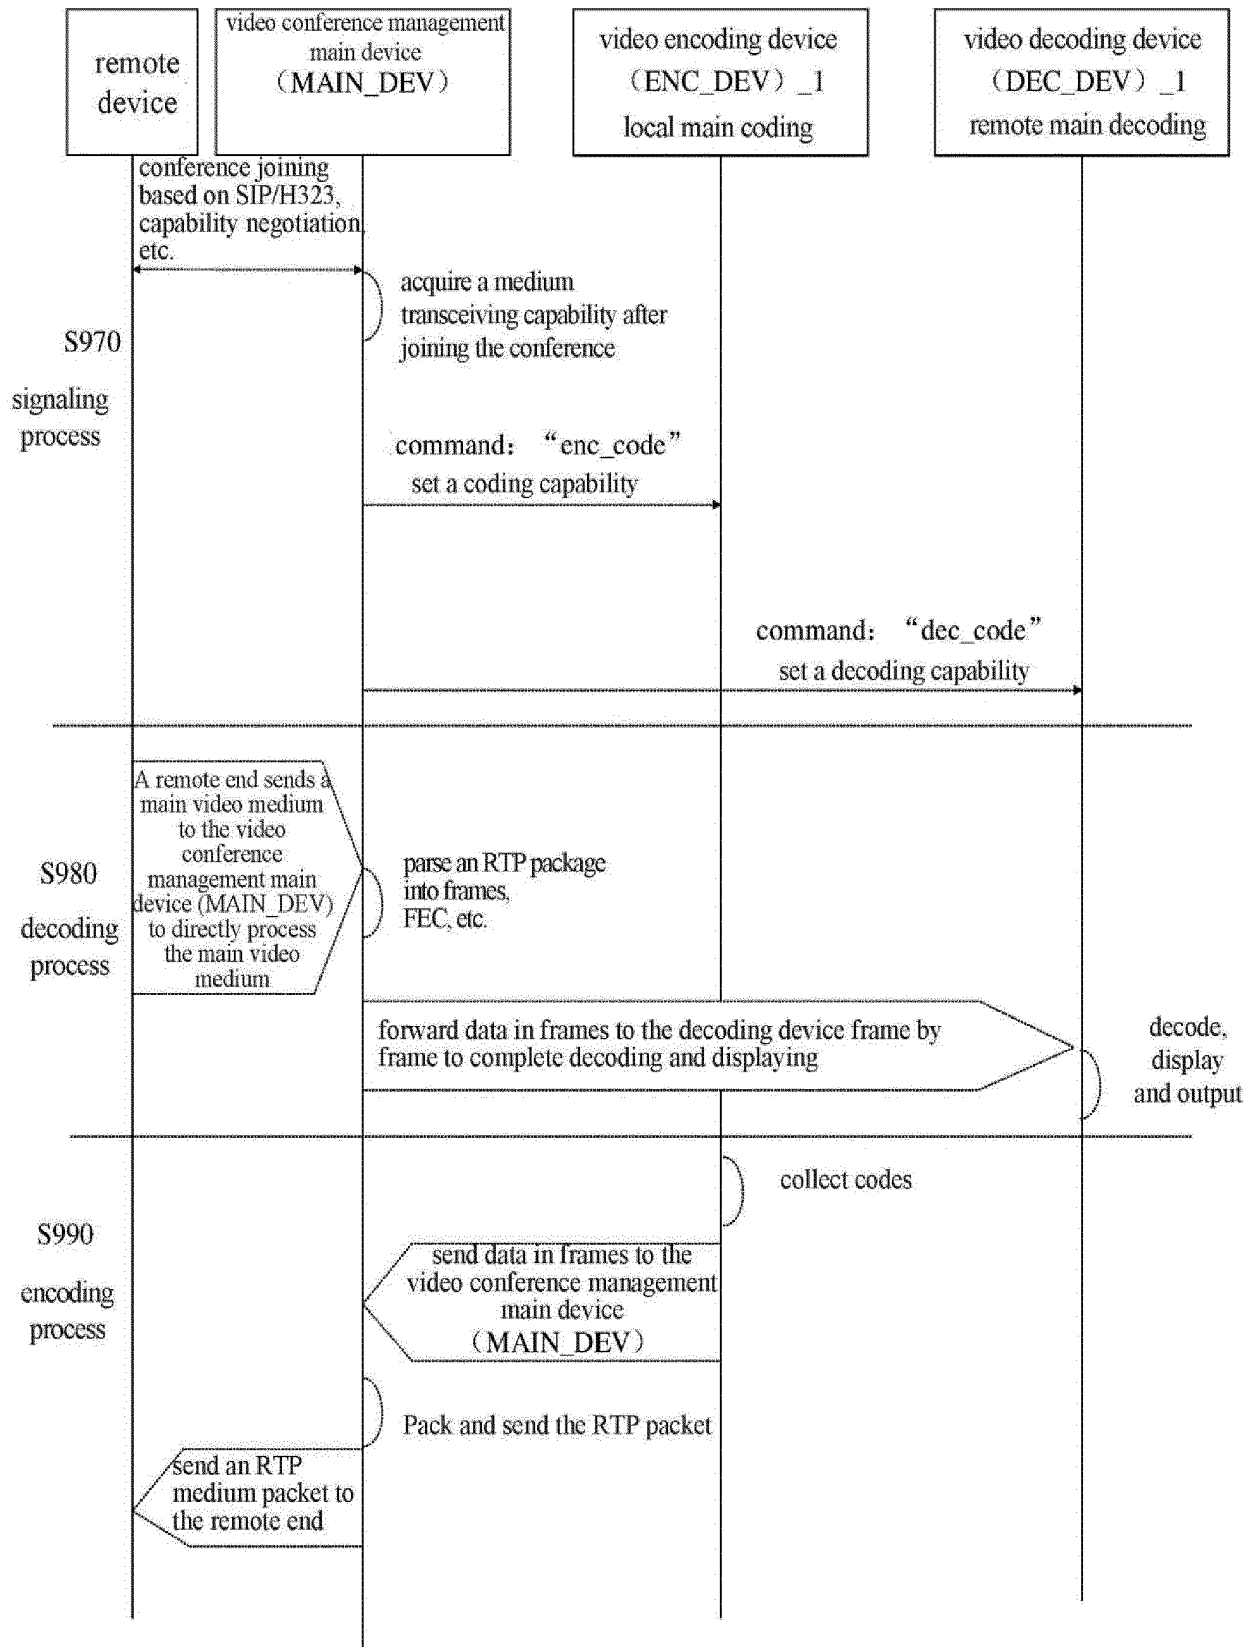 remote
device
video conference management
main device
（MAIN_DEV）
video encoding device
（ENC_DEV）_1
local main coding
video decoding device
（DEC_DEV）_1
remote main decoding
conference joining
based on SIP/H323,
capability negotiation,
etc.
acquire a medium
transceiving capability after
joining the conference
S970
signaling
process
command: “enc_code”
set a coding capability
command: “dec_code”
set a decoding capability
A remote end sends a
main video medium
to the video
conference
management main
device (MAIN_DEV)
to directly process
the main video
medium
S980
decoding
process
parse an RTP package
into frames,
FEC, etc.
forward data in frames to the decoding device frame by
frame to complete decoding and displaying
decode,
display
and output
collect codes
S990
encoding
process
send data in frames to the
video conference management
main device
（MAIN_DEV）
Pack and send the RTP packet
send an RTP
medium packet to
the remote end